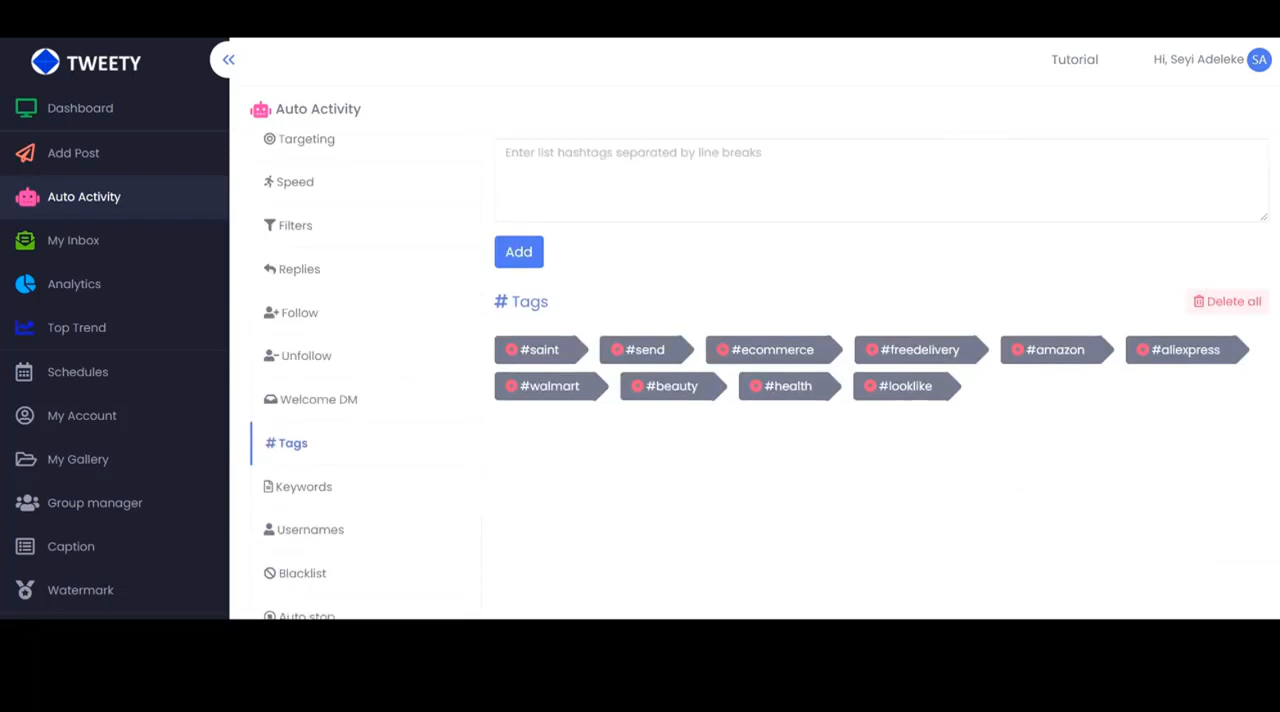 TWEETY
Tutorial
Hi, Seyi Adeleke SA
Dashboard
Add Post
Auto Activity
My Inbox
Analytics
Top Trend
Schedules
My Account
My Gallery
Group manager
Caption
Watermark
Auto Activity
Targeting
Speed
Filters
Replies
Follow
Unfollow
Welcome DM
# Tags
Keywords
Usernames
Blacklist
Auto stop
Enter list hashtags separated by line breaks
Add
# Tags
Delete all
#saint #send #ecommerce #freedelivery #amazon #aliexpress
#walmart #beauty #health #looklike